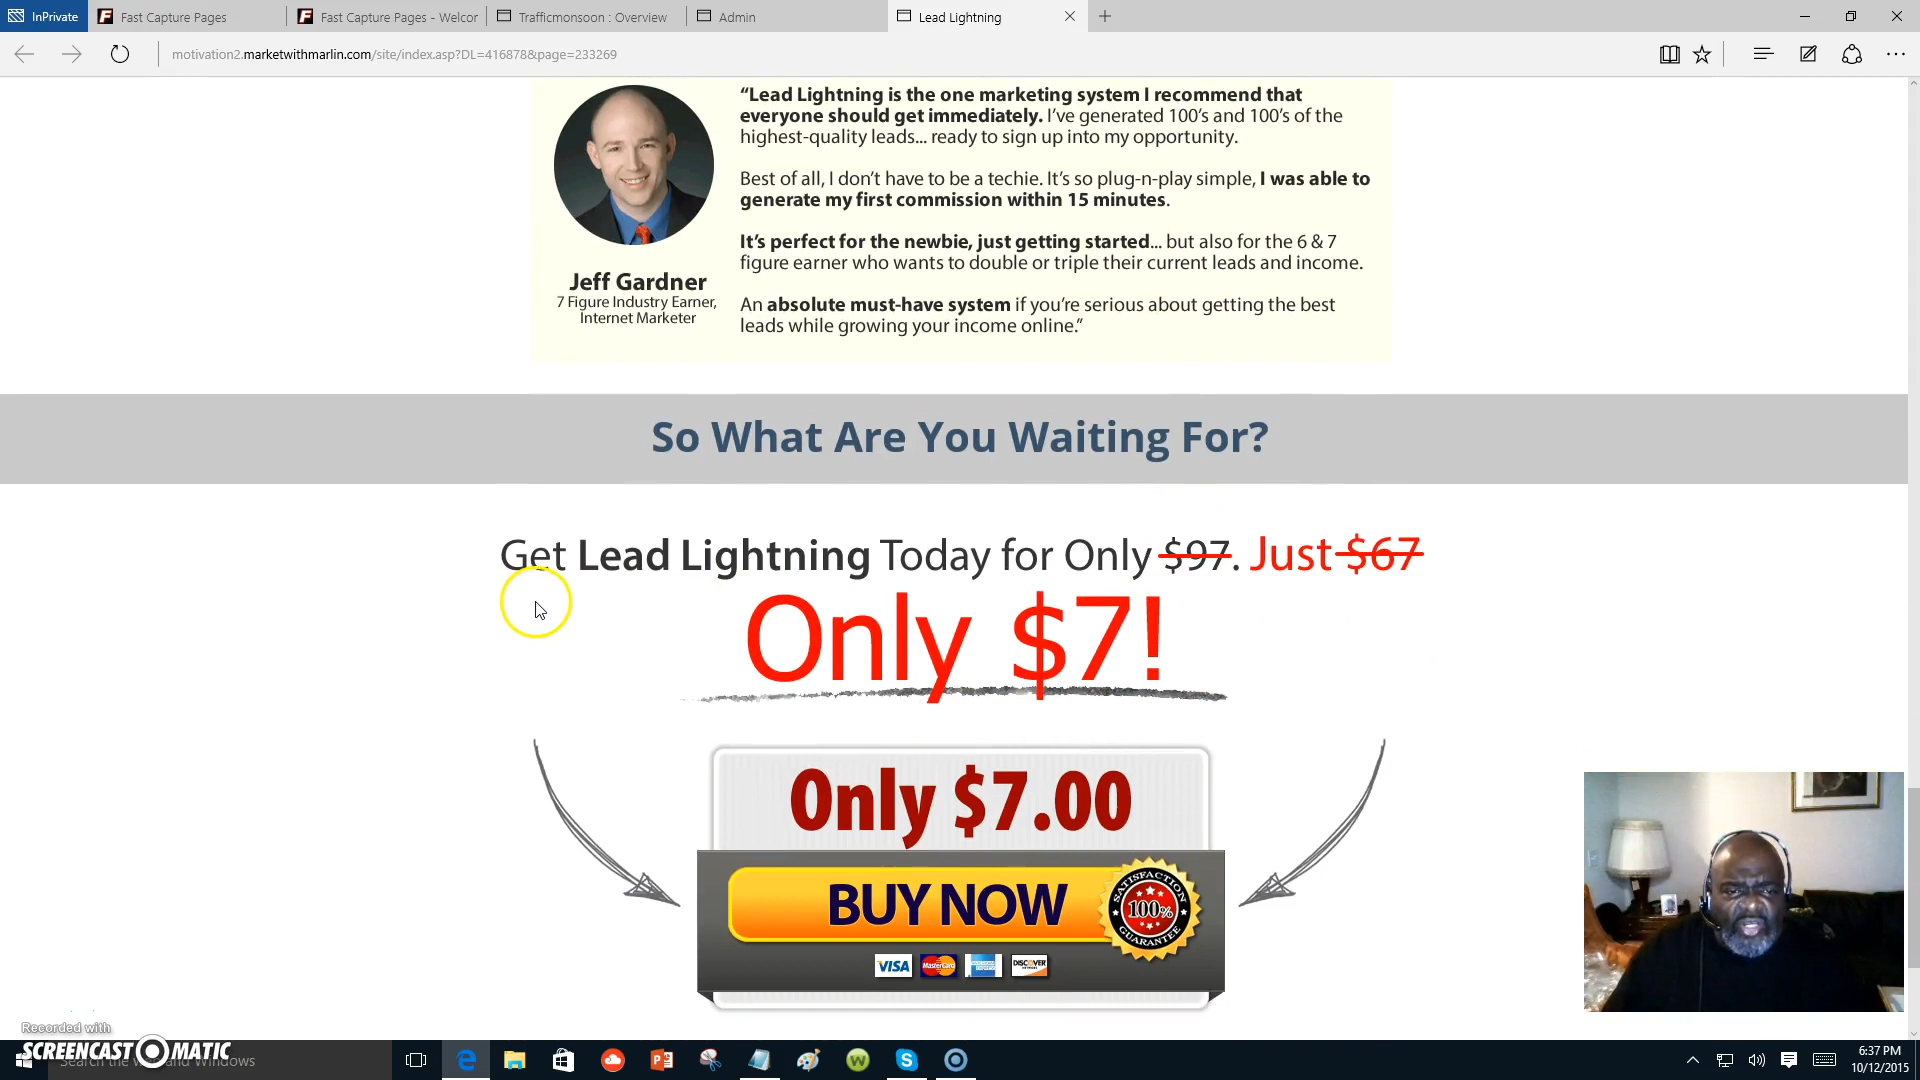 InPrivate
Fast Capture Pages
Fast Capture Pages - Welcor
Trafficmonsoon : Overview
Admin
Lead Lightning
motivation2.marketwithmarlin.com/site/index.asp?DL=416878&page=233269
“Lead Lightning is the one marketing system I recommend that
everyone should get immediately. I’ve generated 100’s and 100’s of the
highest-quality leads... ready to sign up into my opportunity.
Best of all, I don’t have to be a techie. It’s so plug-n-play simple, I was able to
generate my first commission within 15 minutes.
It’s perfect for the newbie, just getting started... but also for the 6 & 7
figure earner who wants to double or triple their current leads and income.
An absolute must-have system if you’re serious about getting the best
leads while growing your income online.”
Jeff Gardner
7 Figure Industry Earner,
Internet Marketer
So What Are You Waiting For?
Get Lead Lightning Today for Only $97. Just $67
Only $7!
Only $7.00
BUY NOW
SATISFACTION
100%
GUARANTEE
VISA
MasterCard
DISCOVER
Recorded with
SCREENCAST-O-MATIC
Search the web and Windows
6:37 PM
10/12/2015